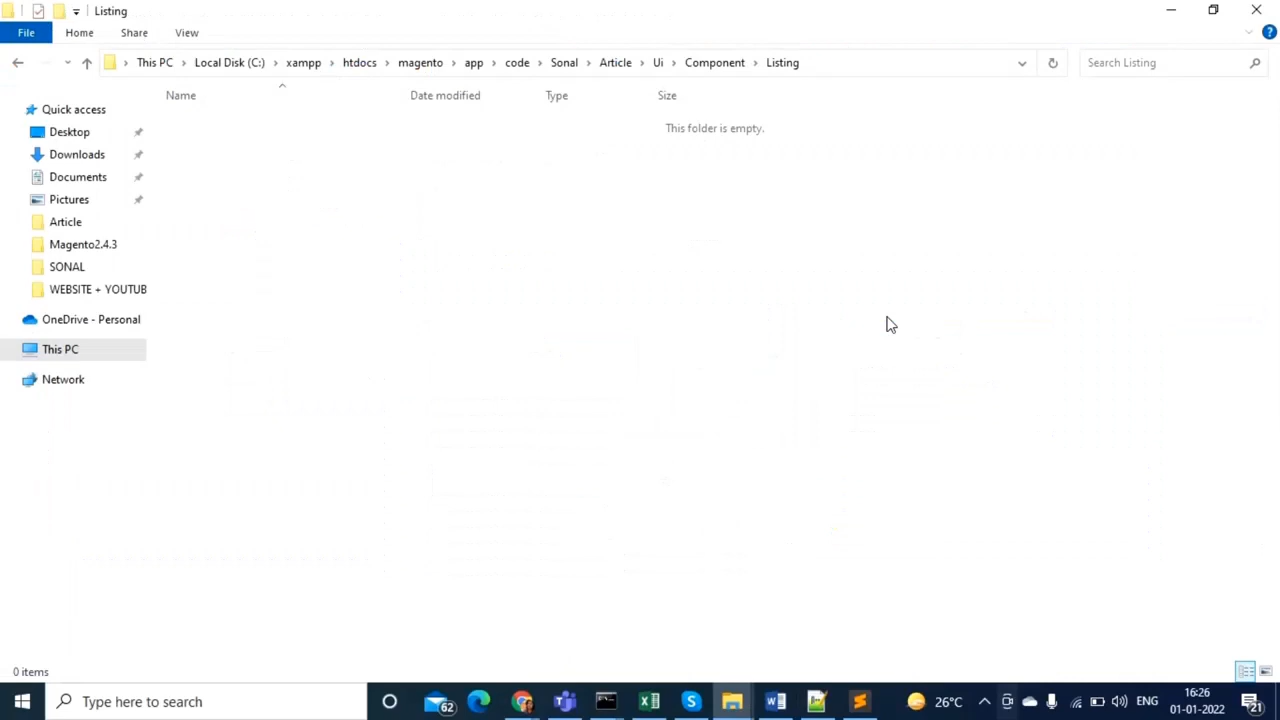 Listing
File Home Share View
This PC Local Disk (C:) xampp htdocs magento app code Sonal Article Ui Component Listing Search Listing
Name Date modified Type Size
This folder is empty.
Quick access
Desktop
Downloads
Documents
Pictures
Article
Magento2.4.3
SONAL
WEBSITE + YOUTUB
OneDrive - Personal
This PC
Network
0 items
Type here to search 62 26°C ENG 16:26 01-01-2022 21